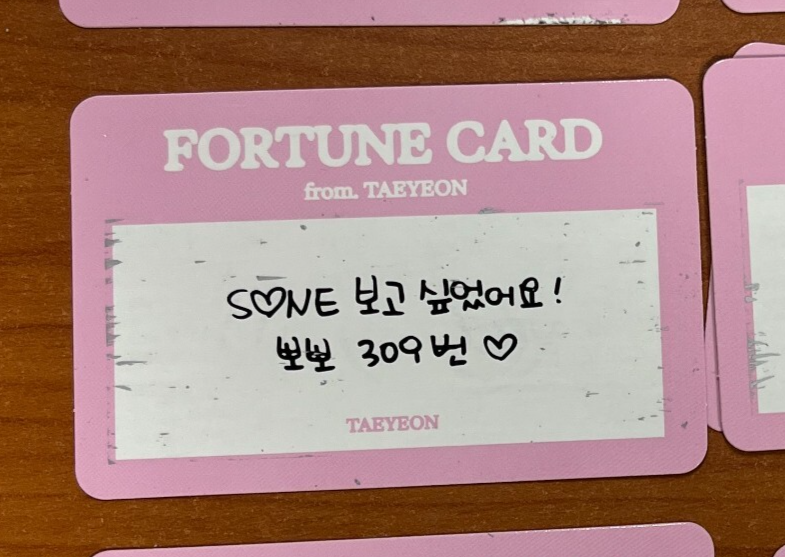 FORTUNE CARD
from. TAEYEON
S♡NE 보고 싶었어요!
뽀뽀 309번 ♡
TAEYEON